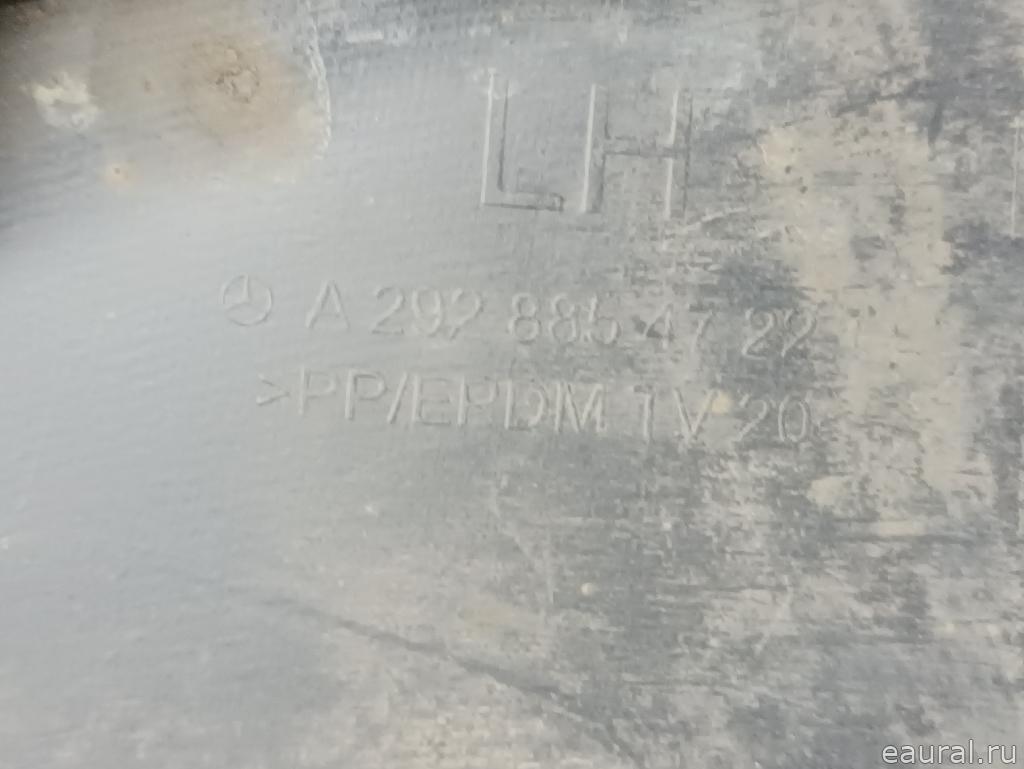 LH
A 292 885 47 22
>PP/EPDM TV 20
eaural.ru